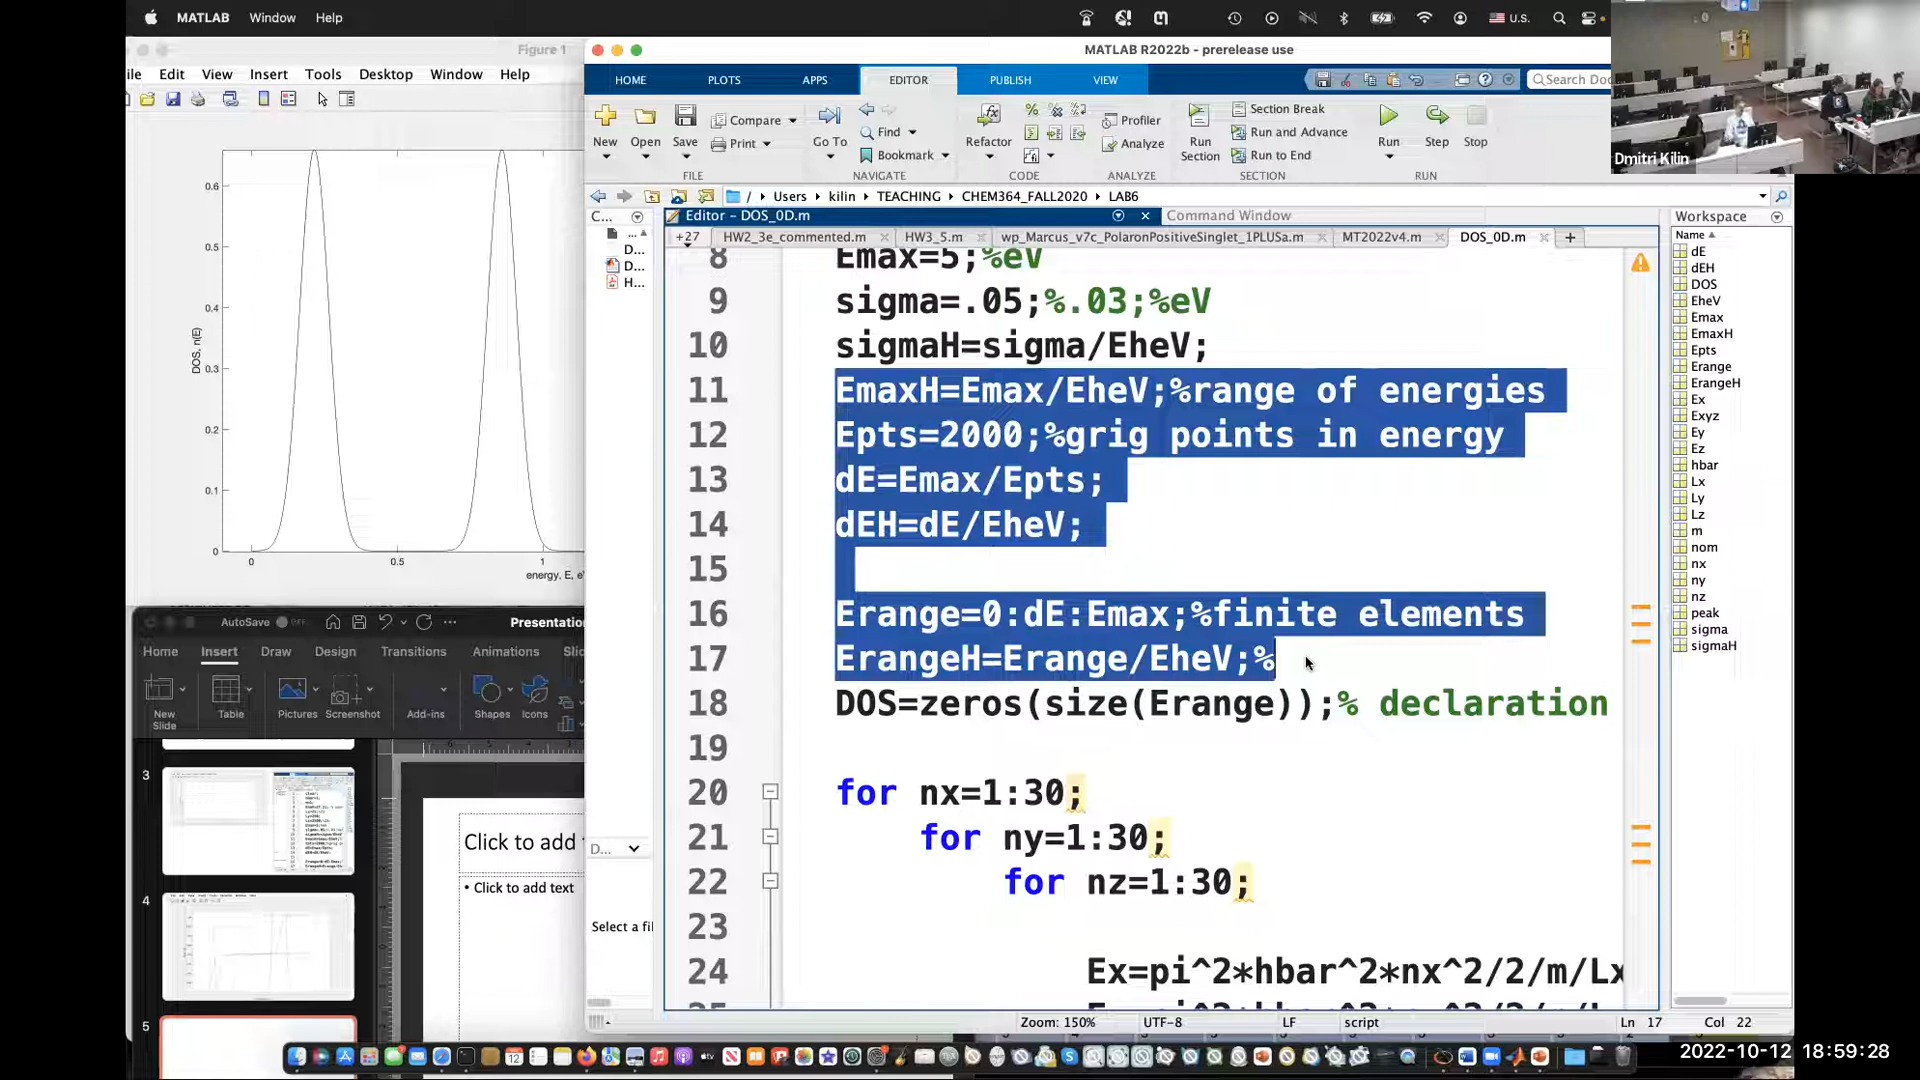 MATLAB Window Help
U.S.
Figure 1
ile Edit View Insert Tools Desktop Window Help
0.6
0.5
0.4
0.3
0.2
0.1
0
DOS, n(E)
0 0.5 1
energy, E, e
MATLAB R2022b - prerelease use
HOME PLOTS APPS EDITOR PUBLISH VIEW
Search Doc
New Open Save Compare Print
FILE
Go To Find Bookmark
NAVIGATE
Refactor
CODE
Profiler
Analyze
ANALYZE
Run Section
Section Break
Run and Advance
Run to End
SECTION
Run Step Stop
RUN
Dmitri Kilin
/ Users kilin TEACHING CHEM364_FALL2020 LAB6
C...
...
D...
D...
H...
D...
Select a fil
Editor - DOS_0D.m
Command Window
+27 HW2_3e_commented.m HW3_5.m wp_Marcus_v7c_PolaronPositiveSinglet_1PLUSa.m MT2022v4.m DOS_0D.m +
8 Emax=5;%eV
9 sigma=.05;%.03;%eV
10 sigmaH=sigma/EheV;
11 EmaxH=Emax/EheV;%range of energies
12 Epts=2000;%grig points in energy
13 dE=Emax/Epts;
14 dEH=dE/EheV;
15
16 Erange=0:dE:Emax;%finite elements
17 ErangeH=Erange/EheV;%
18 DOS=zeros(size(Erange));% declaration
19
20 for nx=1:30;
21 for ny=1:30;
22 for nz=1:30;
23
24 Ex=pi^2*hbar^2*nx^2/2/m/Lx
Zoom: 150% UTF-8 LF script Ln 17 Col 22
Workspace
Name
dE
dEH
DOS
EheV
Emax
EmaxH
Epts
Erange
ErangeH
Ex
Exyz
Ey
Ez
hbar
Lx
Ly
Lz
m
nom
nx
ny
nz
peak
sigma
sigmaH
AutoSave OFF ... Presentation
Home Insert Design Transitions Animations Slid
New Slide
Table
Pictures
Screenshot
Add-ins
Shapes
Icons
3
4
5
Click to add
• Click to add text
2022-10-12 18:59:28